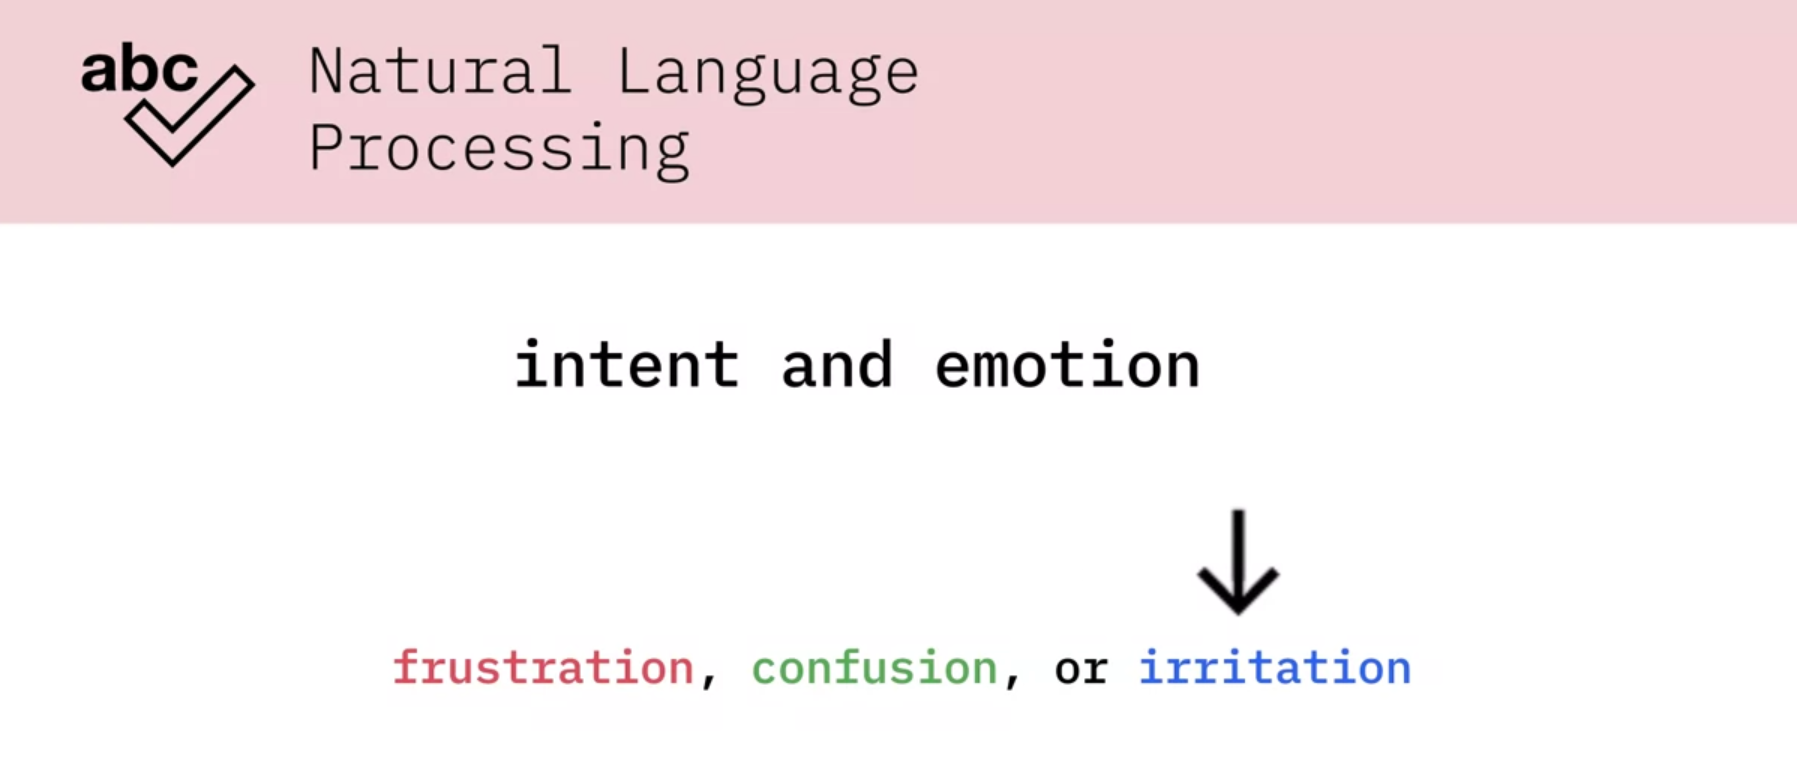 abc
Natural Language
Processing
intent and emotion
frustration, confusion, or irritation